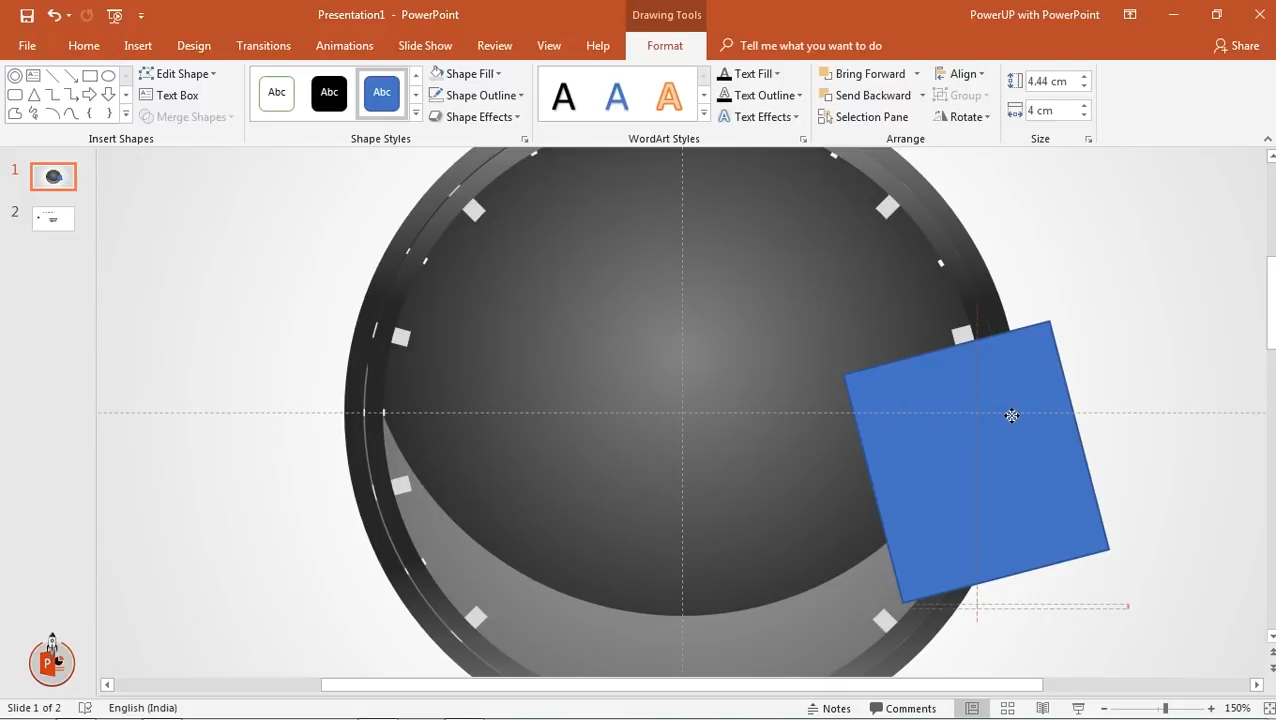 Presentation1 - PowerPoint
Drawing Tools
PowerUP with PowerPoint
File
Home
Insert
Design
Transitions
Animations
Slide Show
Review
View
Help
Format
Tell me what you want to do
Share
Abc
Abc
Abc
Edit Shape
Text Box
Merge Shapes
Insert Shapes
Shape Fill
Shape Outline
Shape Effects
Shape Styles
A
A
A
Text Fill
Text Outline
Text Effects
WordArt Styles
Bring Forward
Send Backward
Selection Pane
Align
Group
Rotate
Arrange
4.44 cm
4 cm
Size
1
2
P
Slide 1 of 2
English (India)
Notes
Comments
150%